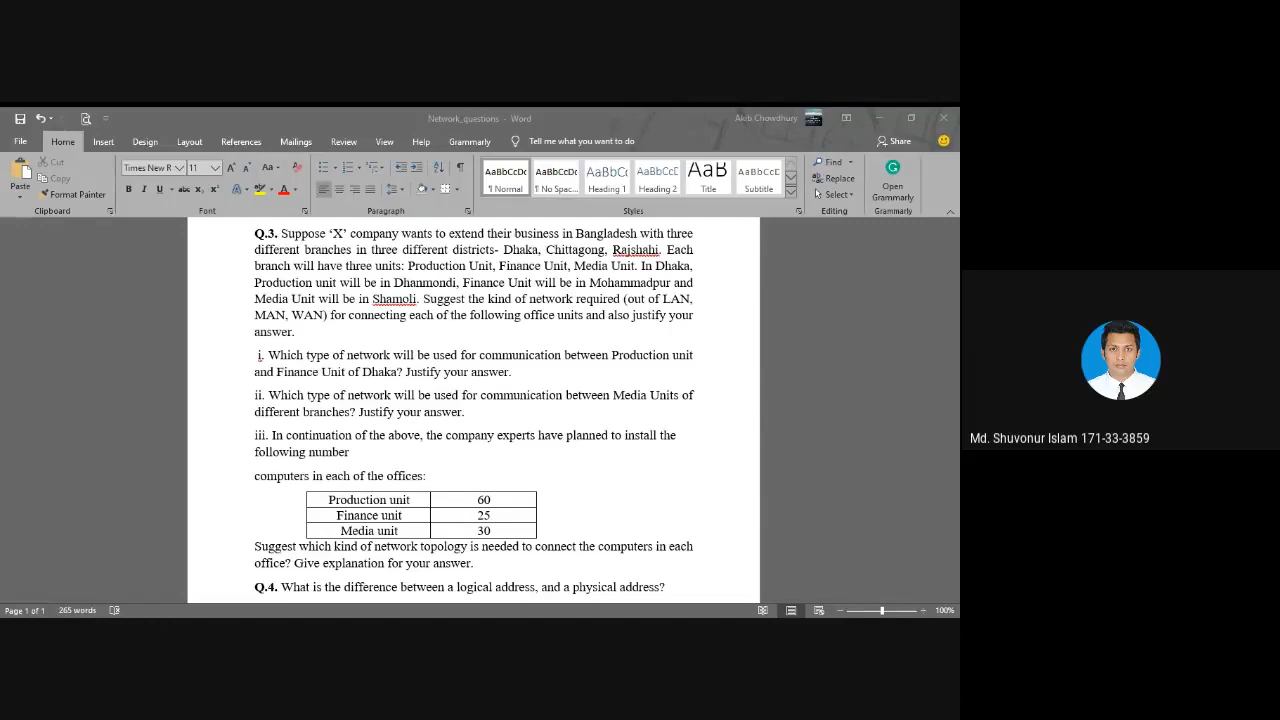 Network_questions - Word
Akib Chowdhury
File Home Insert Design Layout References Mailings Review View Help Grammarly Tell me what you want to do Share
Paste
Cut
Copy
Format Painter
Clipboard
Times New R 11
Font
Paragraph
AaBbCcDc AaBbCcDc AaBbC( AaBbCcE AaB AaBbCcD
¶ Normal ¶ No Spac... Heading 1 Heading 2 Title Subtitle
Styles
Find
Replace
Select
Editing
Open
Grammarly
Grammarly
Q.3. Suppose ‘X’ company wants to extend their business in Bangladesh with three
different branches in three different districts- Dhaka, Chittagong, Rajshahi. Each
branch will have three units: Production Unit, Finance Unit, Media Unit. In Dhaka,
Production unit will be in Dhanmondi, Finance Unit will be in Mohammadpur and
Media Unit will be in Shamoli. Suggest the kind of network required (out of LAN,
MAN, WAN) for connecting each of the following office units and also justify your
answer.
i. Which type of network will be used for communication between Production unit
and Finance Unit of Dhaka? Justify your answer.
ii. Which type of network will be used for communication between Media Units of
different branches? Justify your answer.
iii. In continuation of the above, the company experts have planned to install the
following number
computers in each of the offices:
Production unit 60
Finance unit 25
Media unit 30
Suggest which kind of network topology is needed to connect the computers in each
office? Give explanation for your answer.
Q.4. What is the difference between a logical address, and a physical address?
Page 1 of 1 265 words 100%
Md. Shuvonur Islam 171-33-3859